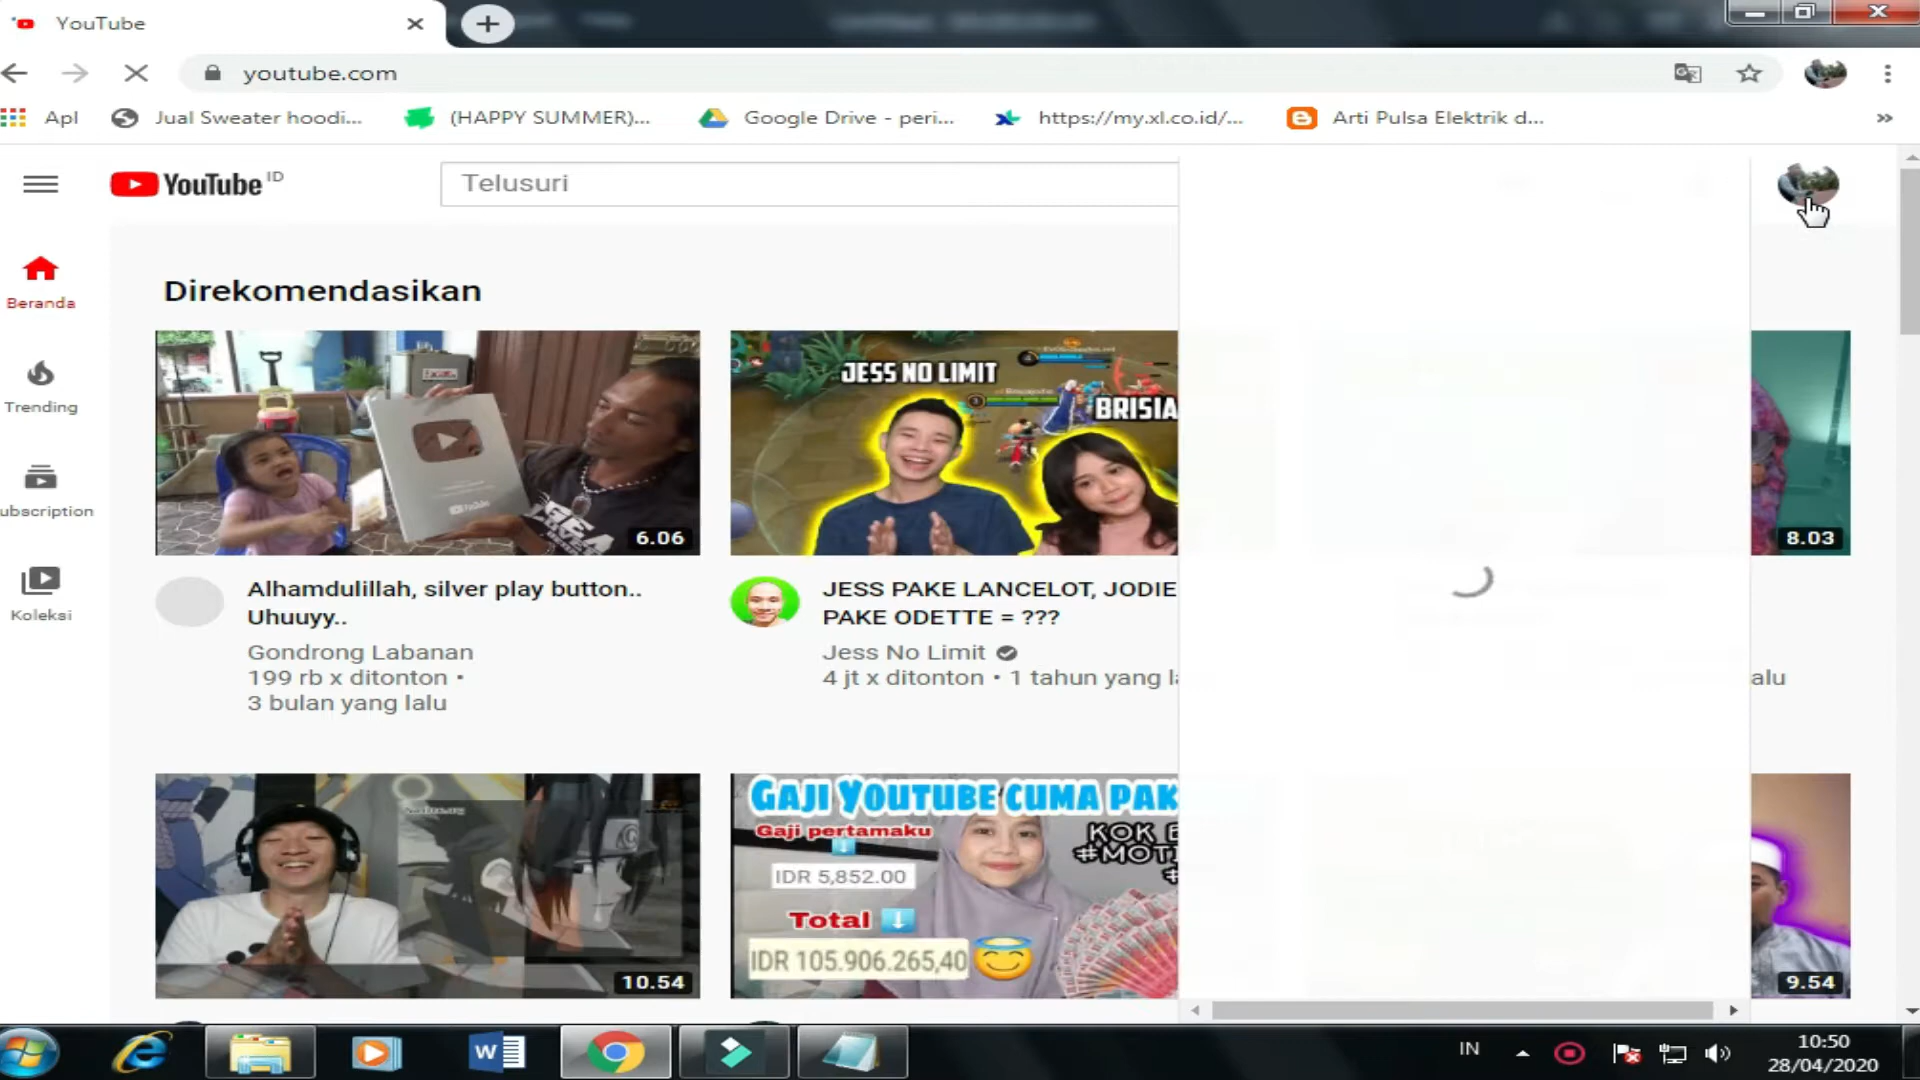 YouTube
youtube.com
Apl
Jual Sweater hoodi...
(HAPPY SUMMER)...
Google Drive - peri...
https://my.xl.co.id/...
Arti Pulsa Elektrik d...
»
YouTube ID
Telusuri
Beranda
Trending
ubscription
Koleksi
Direkomendasikan
6.06
JESS NO LIMIT
BRISIA
8.03
Alhamdulillah, silver play button..
Uhuuyy..
Gondrong Labanan
199 rb x ditonton •
3 bulan yang lalu
JESS PAKE LANCELOT, JODIE
PAKE ODETTE = ???
Jess No Limit
4 jt x ditonton • 1 tahun yang la
alu
10.54
GAJI YOUTUBE CUMA PAK
Gaji pertamaku
KOK B
#MOTI
#
IDR 5,852.00
Total
IDR 105.906.265,40
9.54
IN
10:50
28/04/2020